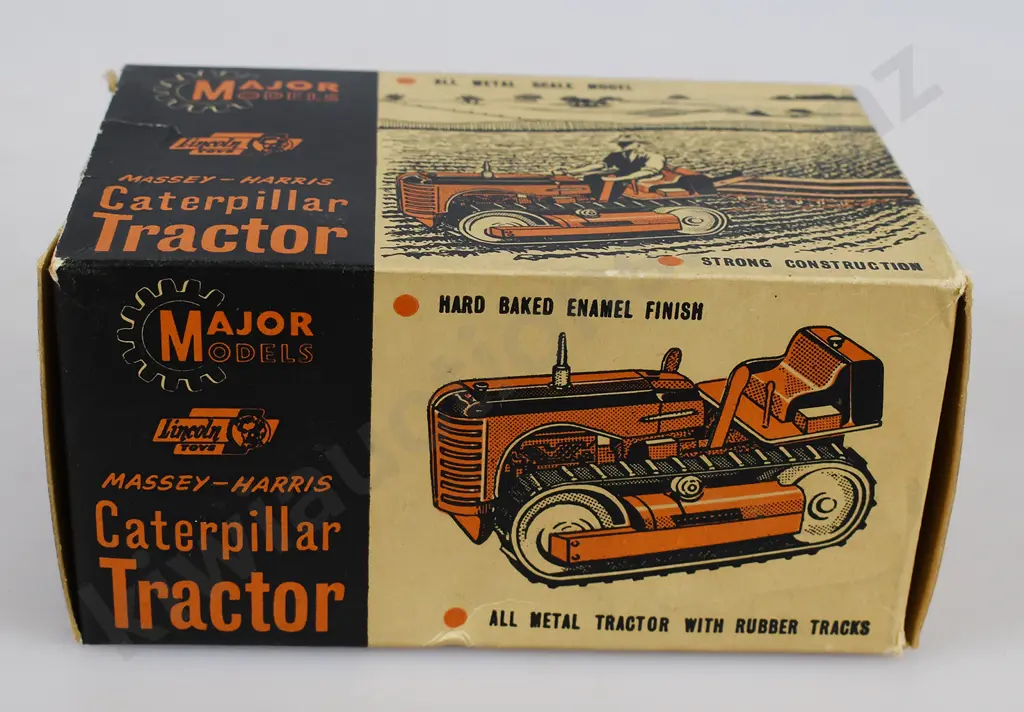 MAJOR
MODELS
Lincoln
TOYS
MASSEY-HARRIS
Caterpillar
Tractor
ALL METAL SCALE MODEL
STRONG CONSTRUCTION
MAJOR
MODELS
Lincoln
TOYS
MASSEY-HARRIS
Caterpillar
Tractor
HARD BAKED ENAMEL FINISH
ALL METAL TRACTOR WITH RUBBER TRACKS